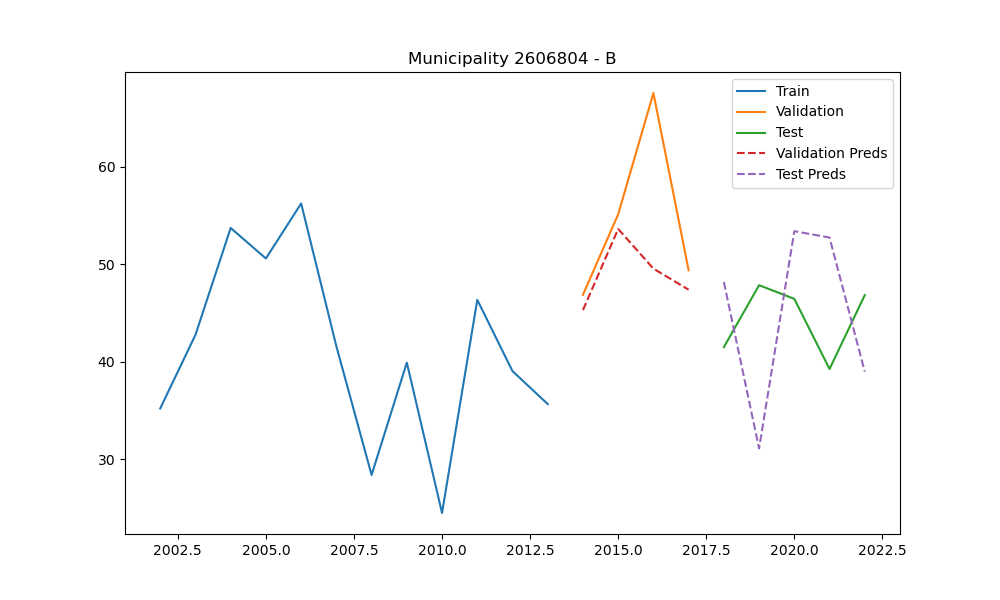 Municipality 2606804 - B
Train
Validation
Test
Validation Preds
Test Preds
60
50
40
30
2002.5 2005.0 2007.5 2010.0 2012.5 2015.0 2017.5 2020.0 2022.5